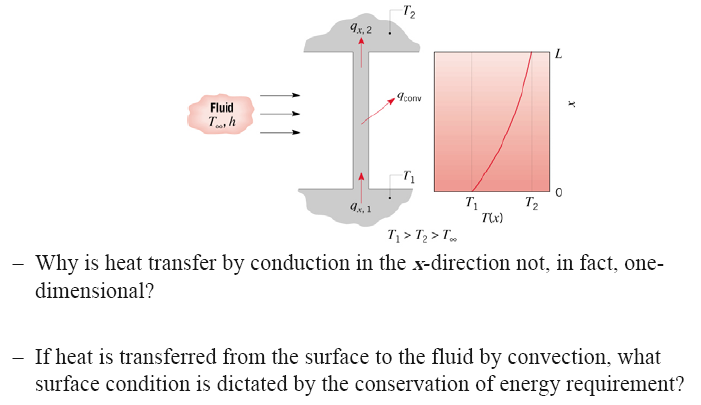 T2
qx, 2
L
qconv
Fluid
T∞, h
x
T1
0
qx, 1
T1 T2
T(x)
T1 > T2 > T∞
– Why is heat transfer by conduction in the x-direction not, in fact, one-
dimensional?
– If heat is transferred from the surface to the fluid by convection, what
surface condition is dictated by the conservation of energy requirement?